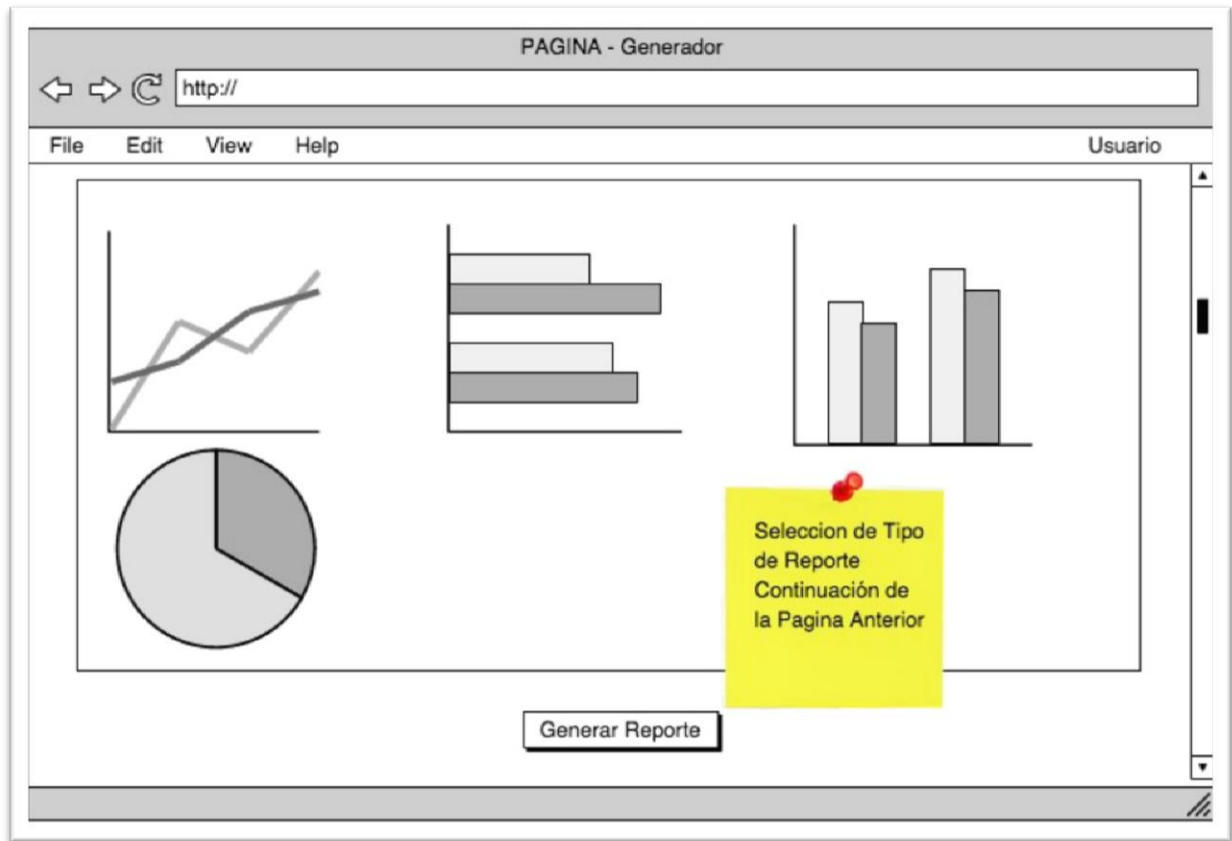 PAGINA - Generador
http://
File Edit View Help Usuario
Seleccion de Tipo
de Reporte
Continuación de
la Pagina Anterior
Generar Reporte